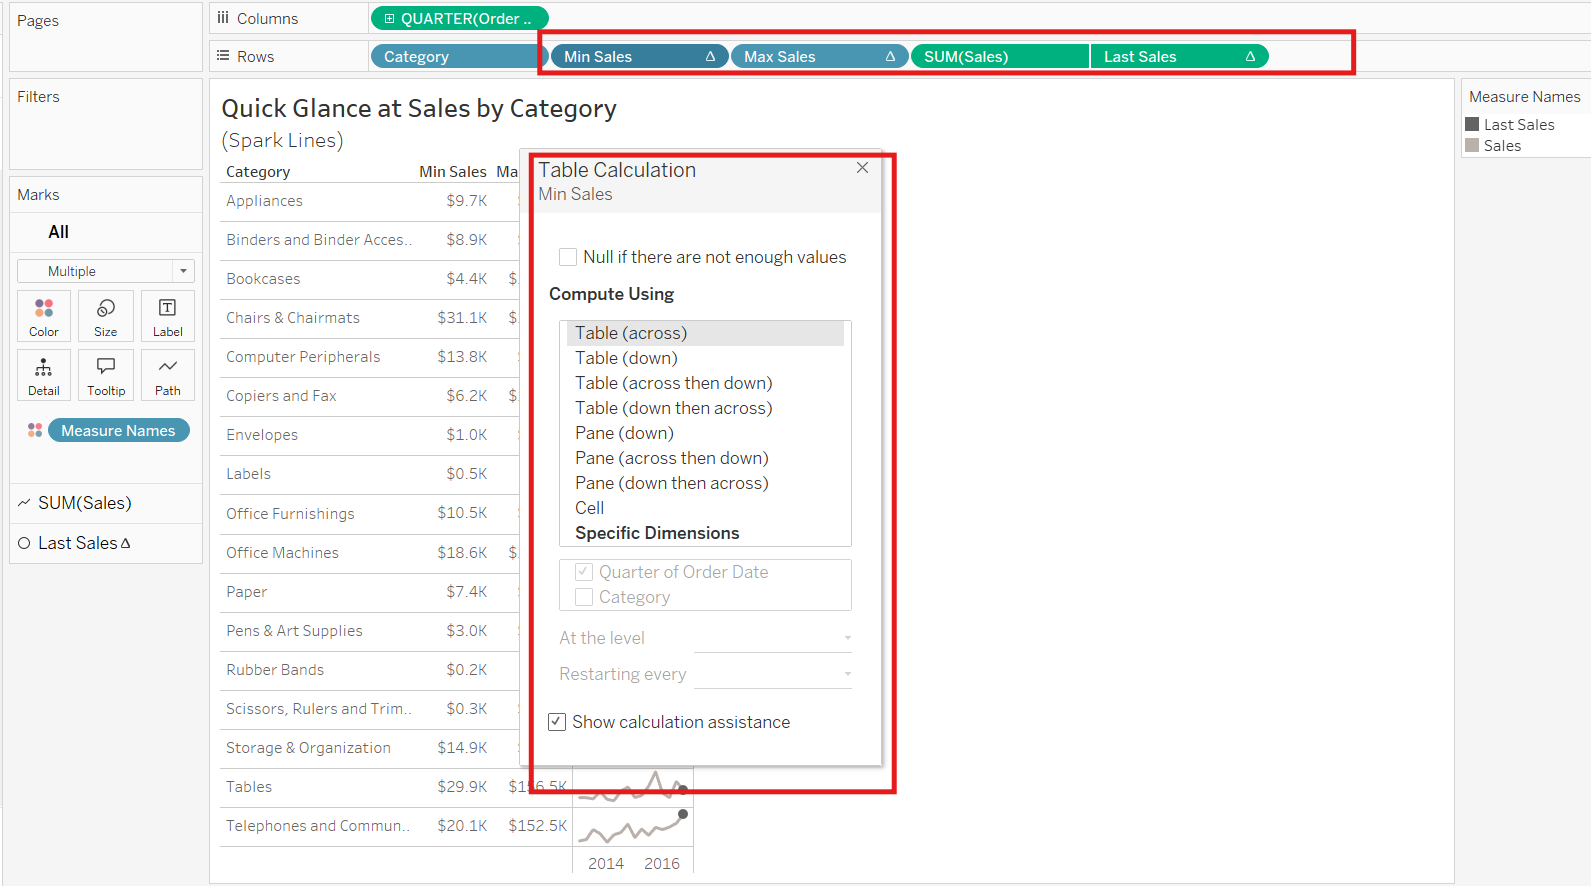 Pages
Columns
QUARTER(Order ..
Rows
Category
Min Sales
Max Sales
SUM(Sales)
Last Sales
Filters
Marks
All
Multiple
Color
Size
Label
Detail
Tooltip
Path
Measure Names
SUM(Sales)
Last Sales
Quick Glance at Sales by Category
(Spark Lines)
Category Min Sales Ma
Appliances $9.7K
Binders and Binder Acces.. $8.9K
Bookcases $4.4K
Chairs & Chairmats $31.1K
Computer Peripherals $13.8K
Copiers and Fax $6.2K
Envelopes $1.0K
Labels $0.5K
Office Furnishings $10.5K
Office Machines $18.6K
Paper $7.4K
Pens & Art Supplies $3.0K
Rubber Bands $0.2K
Scissors, Rulers and Trim.. $0.3K
Storage & Organization $14.9K
Tables $29.9K $156.5K
Telephones and Commun.. $20.1K $152.5K
2014 2016
Table Calculation
Min Sales
Null if there are not enough values
Compute Using
Table (across)
Table (down)
Table (across then down)
Table (down then across)
Pane (down)
Pane (across then down)
Pane (down then across)
Cell
Specific Dimensions
Quarter of Order Date
Category
At the level
Restarting every
Show calculation assistance
Measure Names
Last Sales
Sales